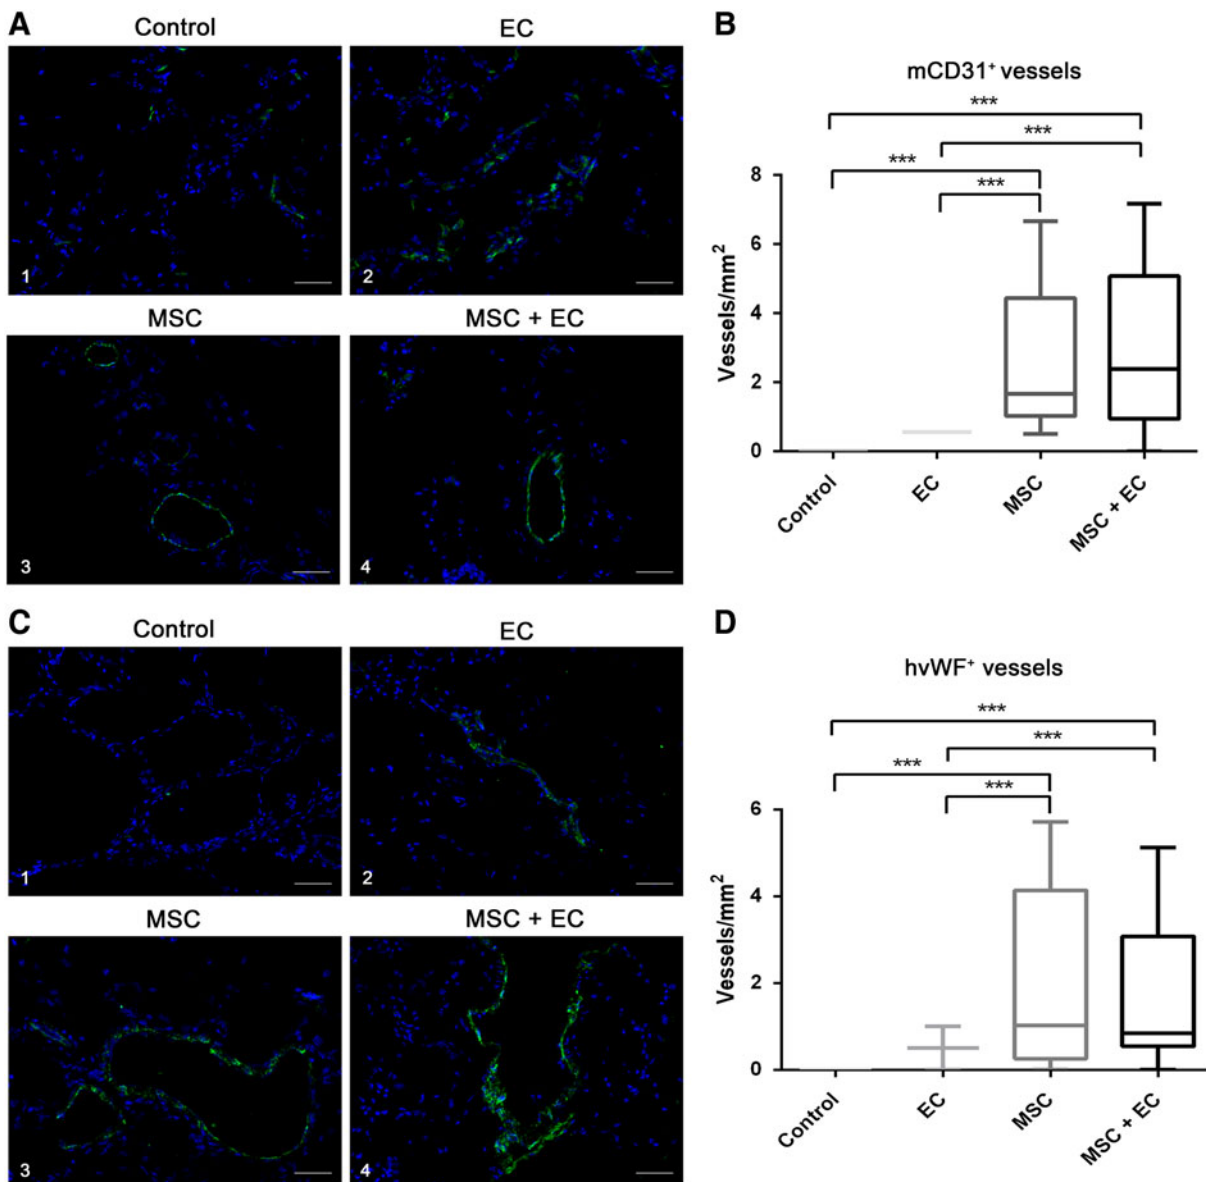 A
Control
EC
1
2
MSC
MSC + EC
3
4
B
mCD31⁺ vessels
***
***
***
***
Vessels/mm²
8
6
4
2
0
Control
EC
MSC
MSC + EC
C
Control
EC
1
2
MSC
MSC + EC
3
4
D
hvWF⁺ vessels
***
***
***
***
Vessels/mm²
6
4
2
0
Control
EC
MSC
MSC + EC